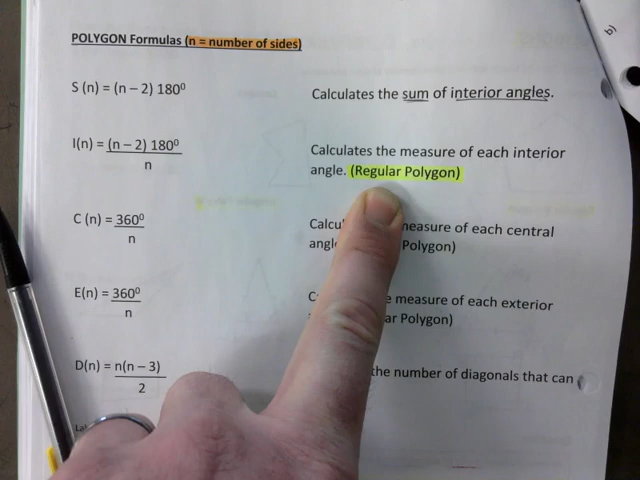 POLYGON Formulas (n = number of sides)
S (n) = (n – 2) 180⁰
Calculates the sum of interior angles.
I(n) = (n – 2) 180⁰
n
Calculates the measure of each interior
angle. (Regular Polygon)
C (n) = 360⁰
n
measure of each central
Polygon)
E(n) = 360⁰
n
measure of each exterior
Polygon)
D(n) = n(n – 3)
2
the number of diagonals that can
b)